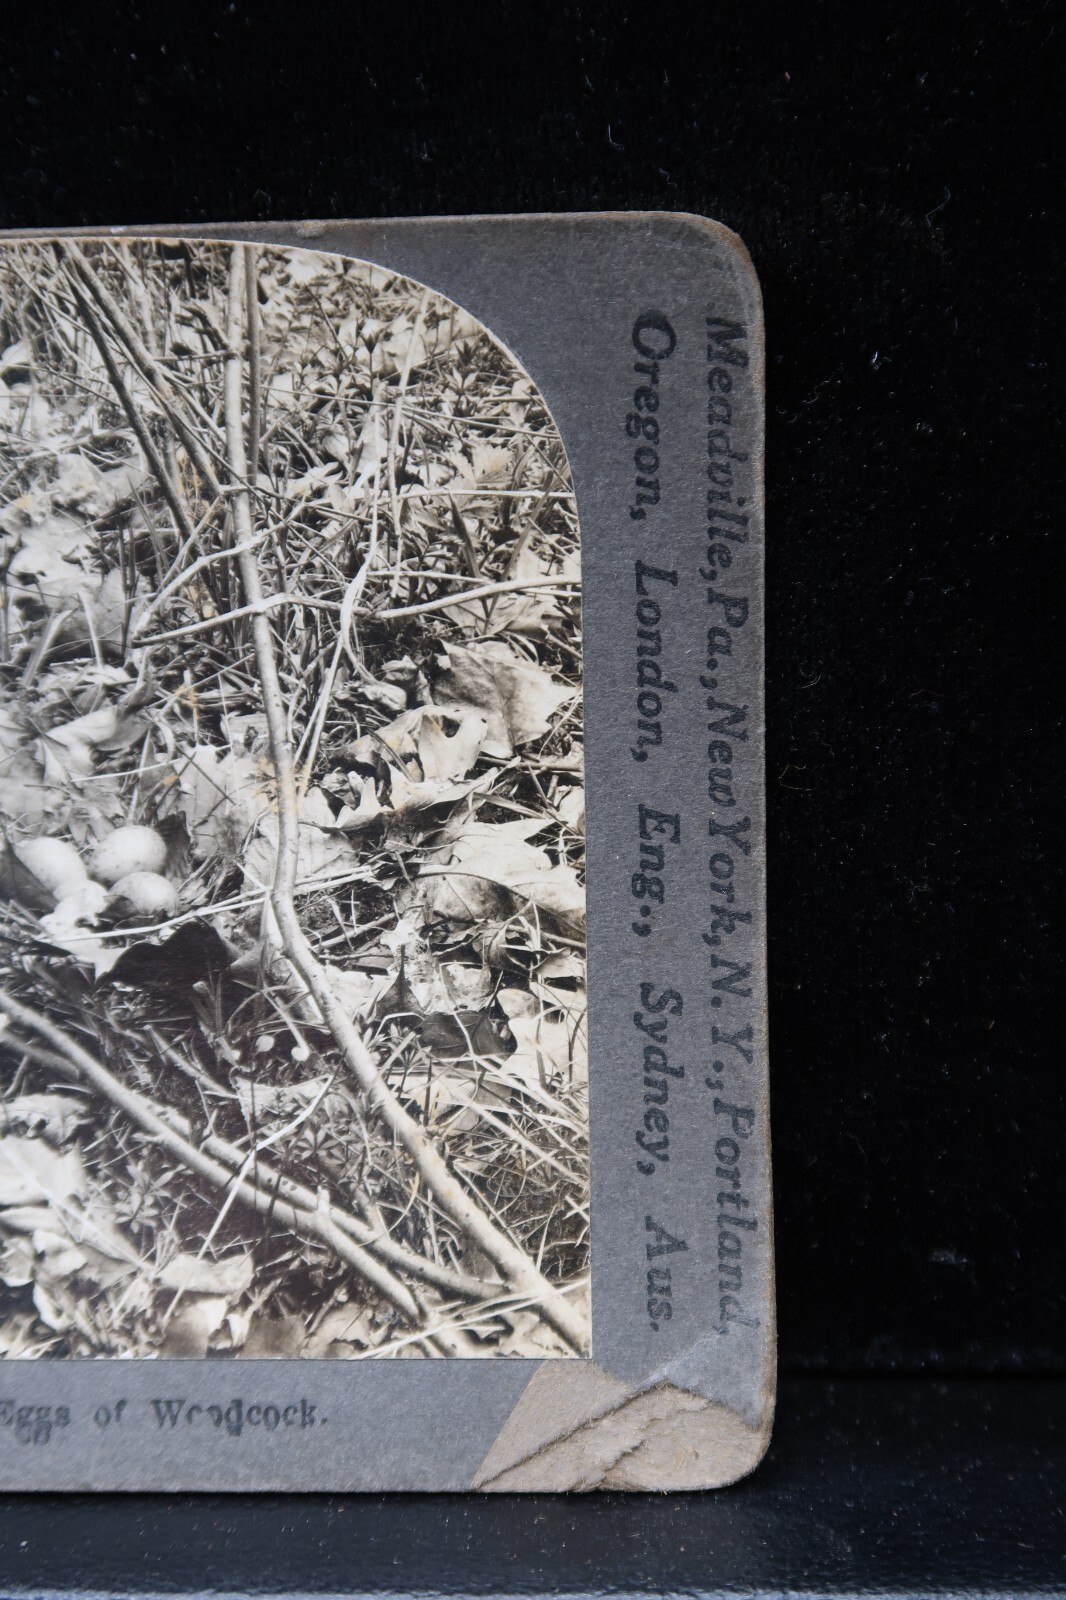 Meadville, Pa., New York, N. Y., Portland,
Oregon, London, Eng., Sydney, Aus.
Eggs of Woodcock.